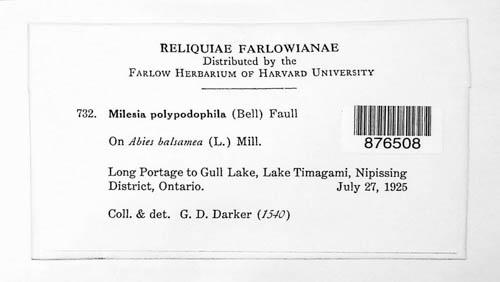 RELIQUIAE FARLOWIANAE
Distributed by the
FARLOW HERBARIUM OF HARVARD UNIVERSITY
732. Milesia polypodophila (Bell) Faull
On Abies balsamea (L.) Mill.
876508
Long Portage to Gull Lake, Lake Timagami, Nipissing
District, Ontario. July 27, 1925
Coll. & det. G. D. Darker (1540)